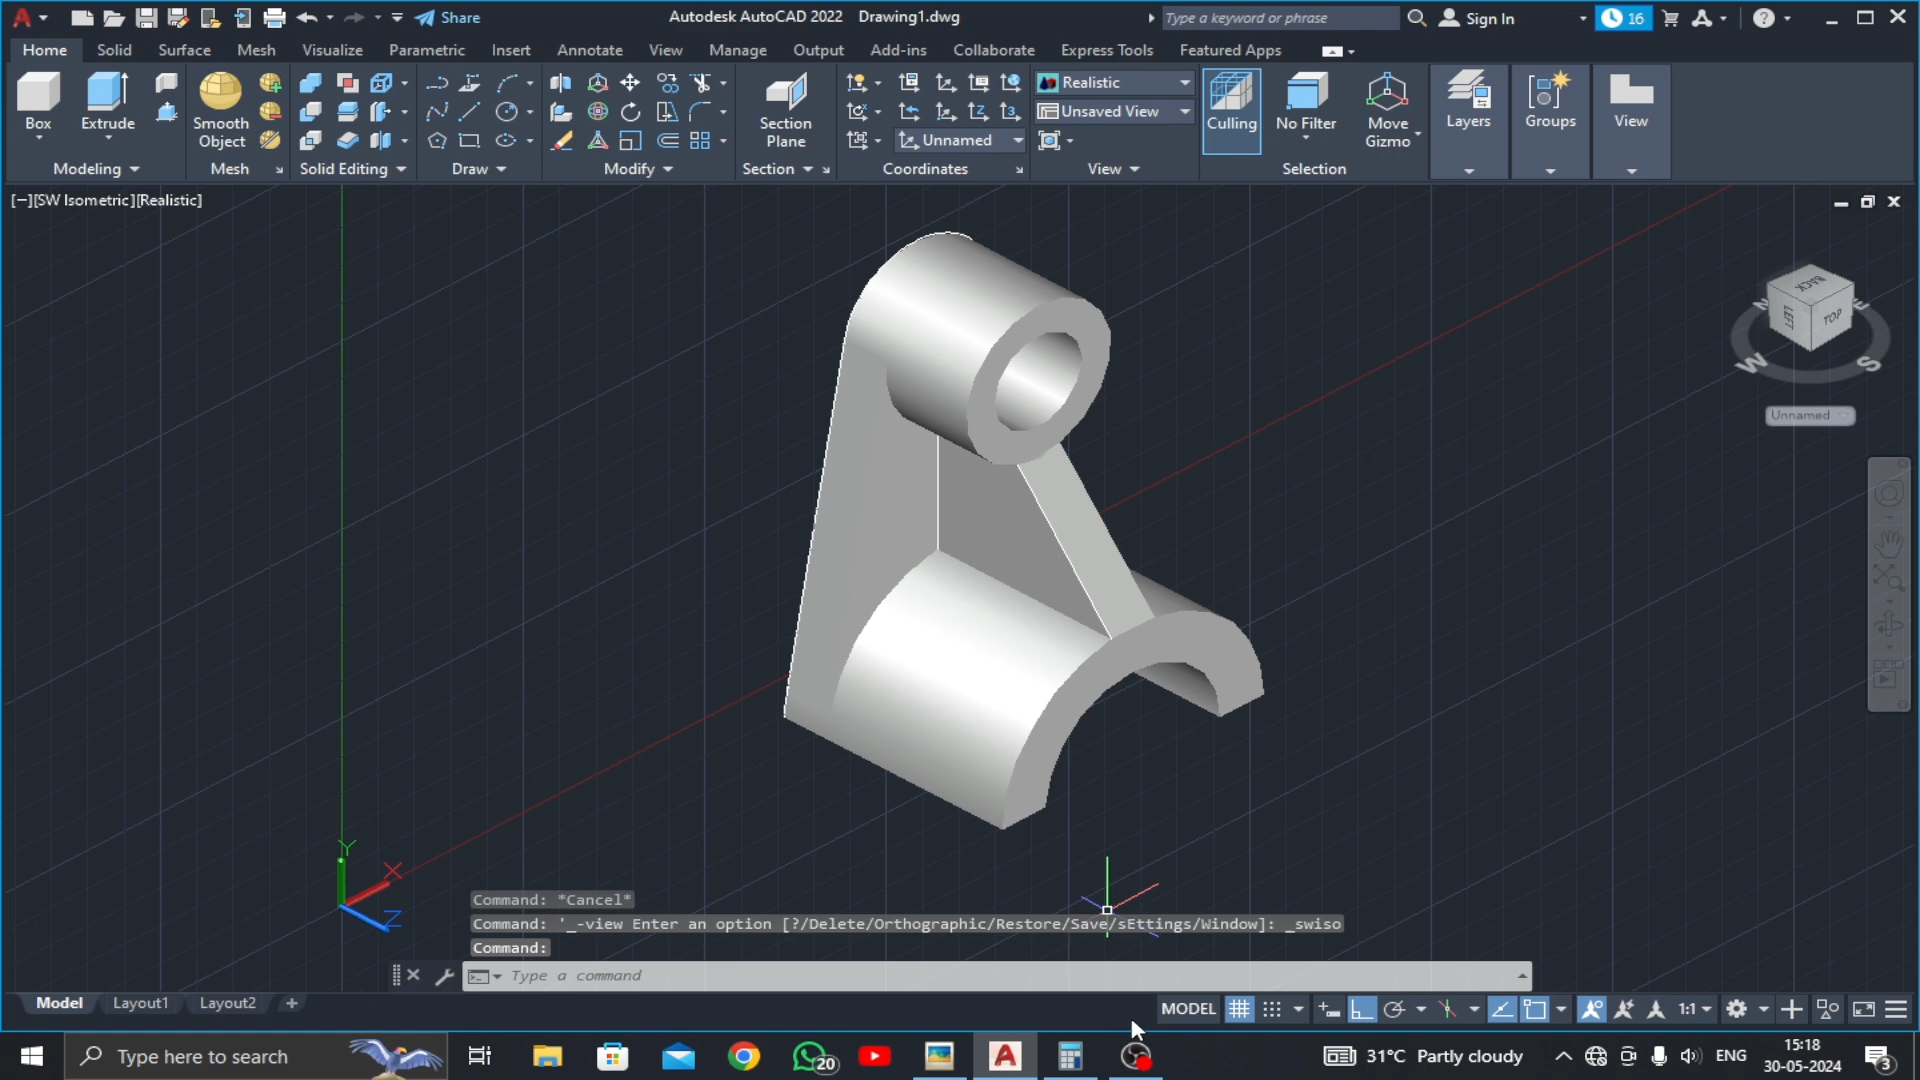 Share
Autodesk AutoCAD 2022 Drawing1.dwg
Type a keyword or phrase
Sign In
16
Home Solid Surface Mesh Visualize Parametric Insert Annotate View Manage Output Add-ins Collaborate Express Tools Featured Apps
Box
Extrude
Smooth Object
Section Plane
Realistic
Unsaved View
Unnamed
Culling
No Filter
Move Gizmo
Layers
Groups
View
Modeling Mesh Solid Editing Draw Modify Section Coordinates View Selection
[−][SW Isometric][Realistic]
BACK
LEFT
TOP
N
E
W
S
Unnamed
Y
X
Z
Command: *Cancel*
Command: '_-view Enter an option [?/Delete/Orthographic/Restore/Save/sEttings/Window]: _swiso
Command:
Type a command
Model Layout1 Layout2
MODEL
1:1
Type here to search
20
31°C Partly cloudy
ENG
15:18
30-05-2024
3